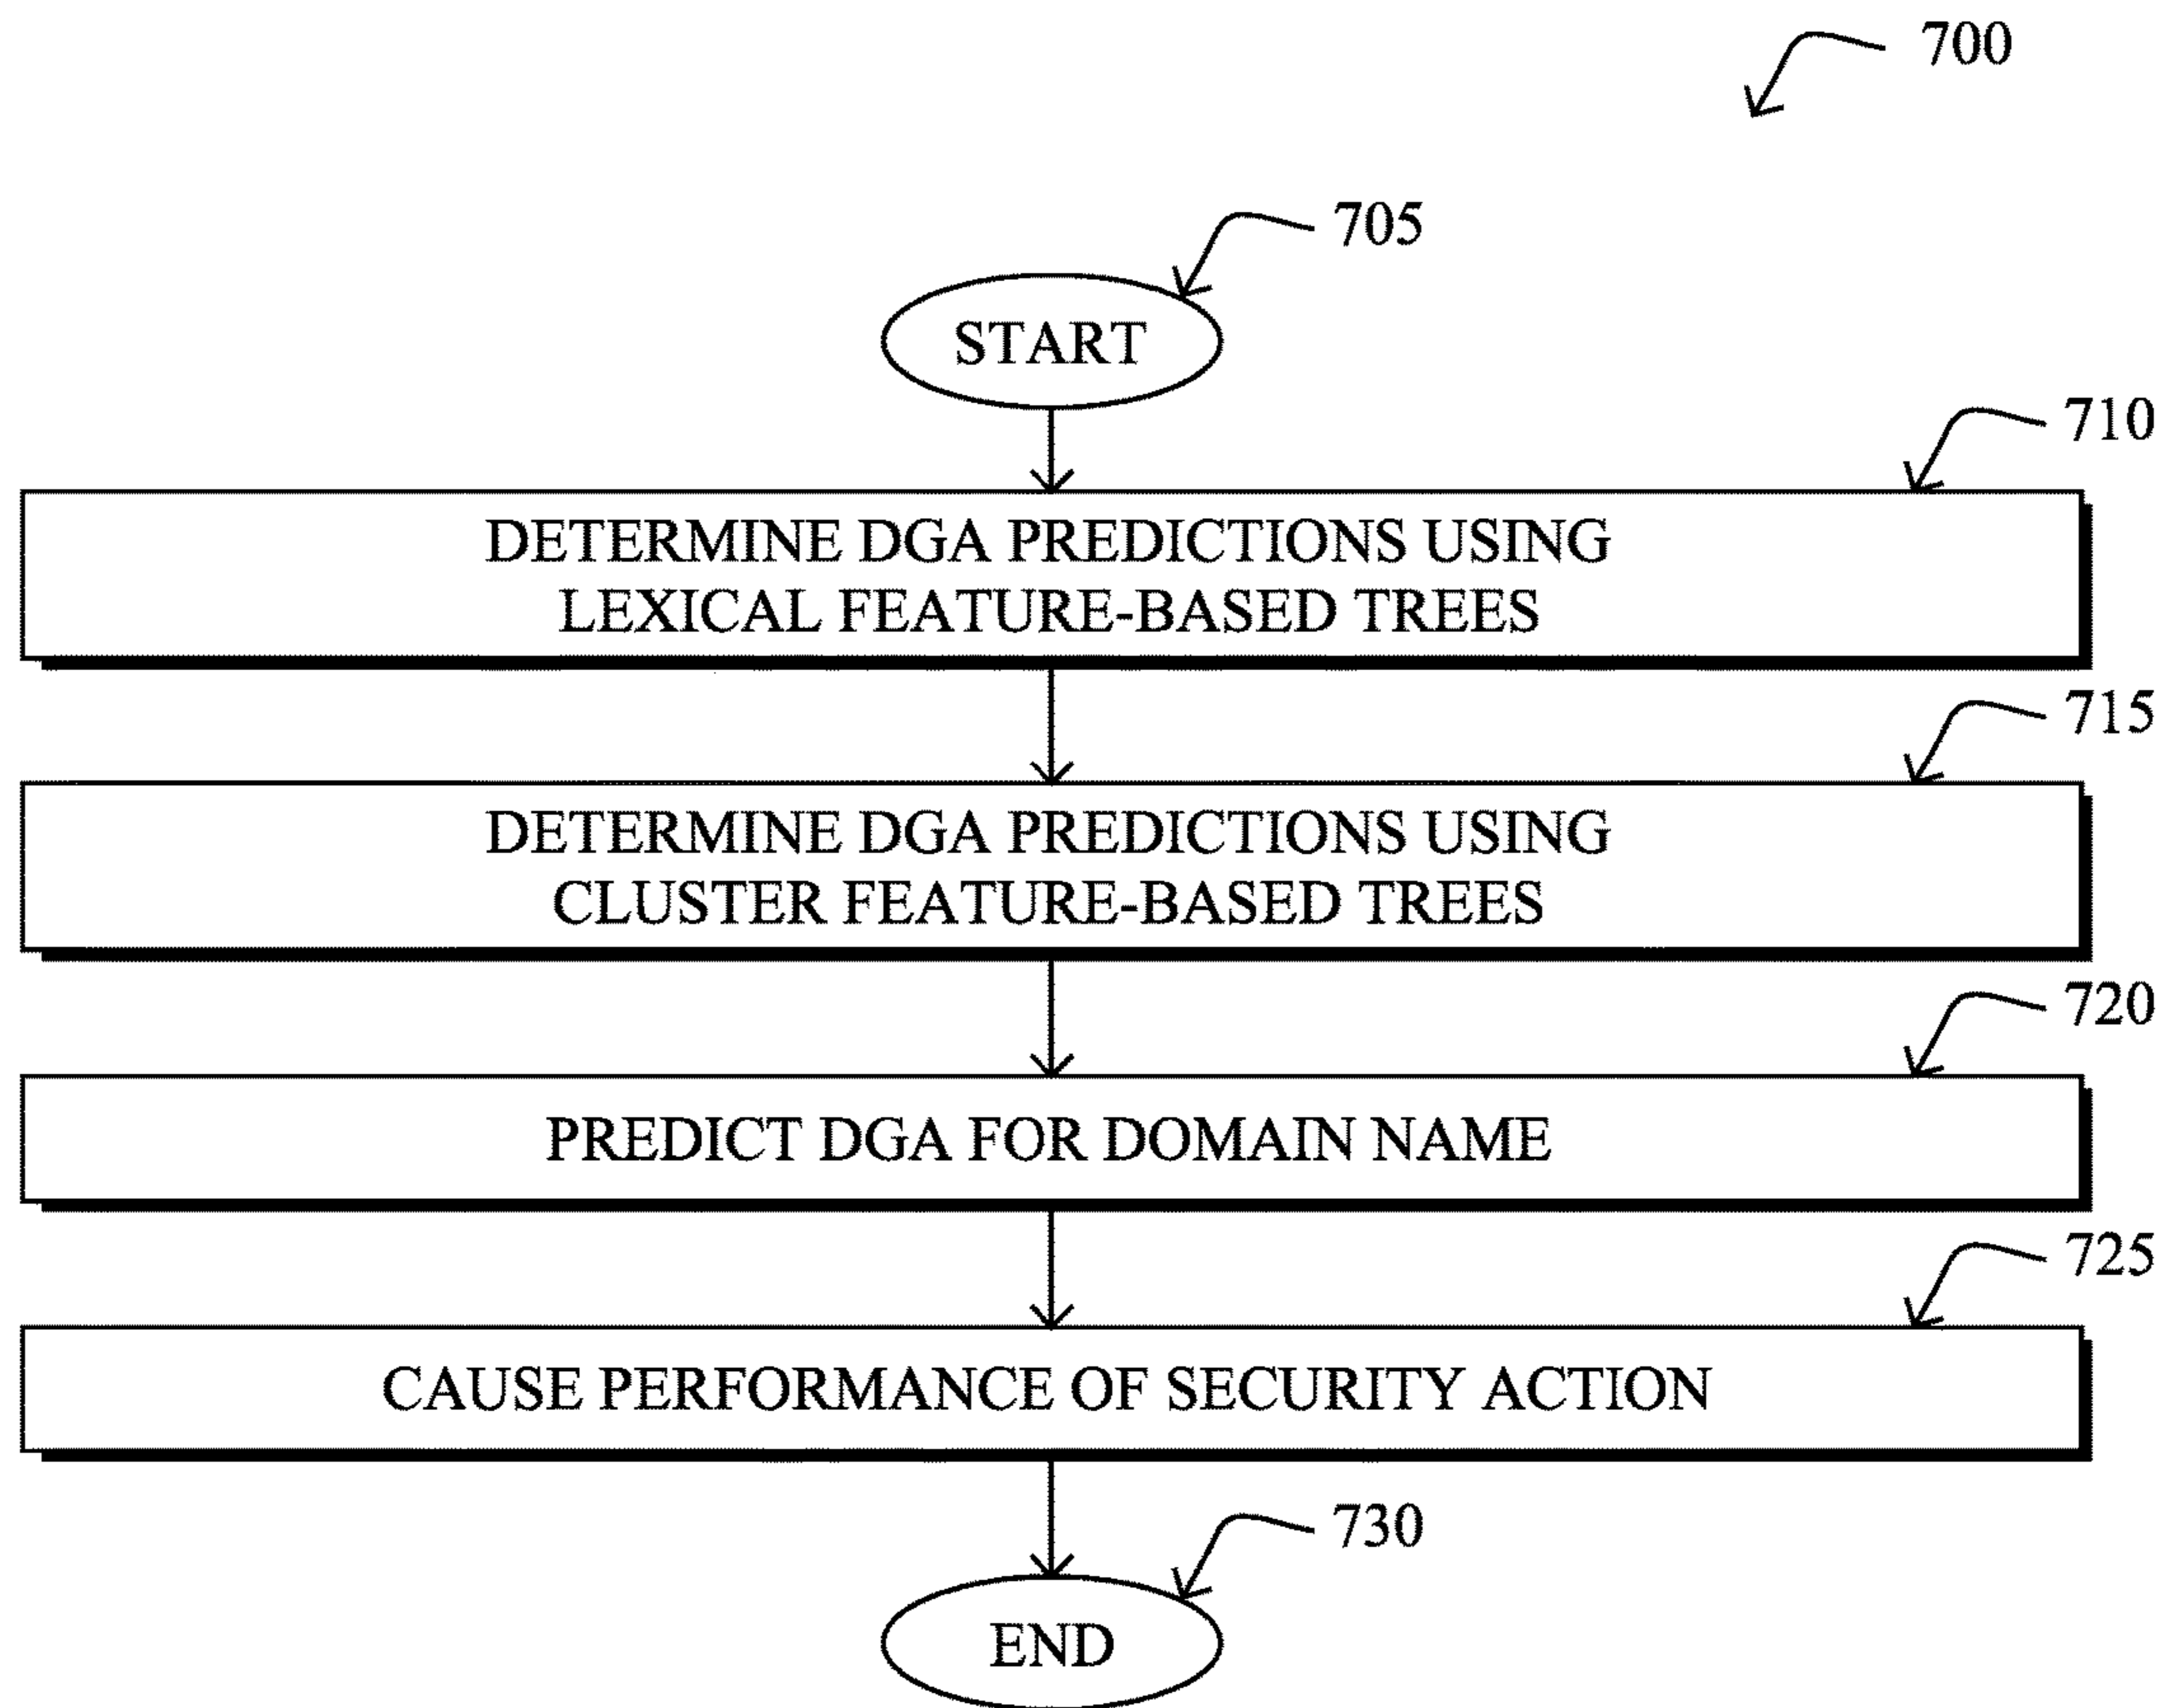 700
705
START
710
DETERMINE DGA PREDICTIONS USING
LEXICAL FEATURE-BASED TREES
715
DETERMINE DGA PREDICTIONS USING
CLUSTER FEATURE-BASED TREES
720
PREDICT DGA FOR DOMAIN NAME
725
CAUSE PERFORMANCE OF SECURITY ACTION
730
END